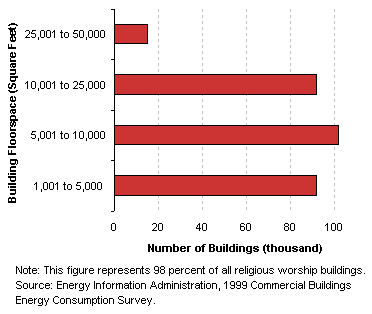 Building Floorspace (Square Feet)
25,001 to 50,000
10,001 to 25,000
5,001 to 10,000
1,001 to 5,000
0 20 40 60 80 100
Number of Buildings (thousand)
Note: This figure represents 98 percent of all religious worship buildings.
Source: Energy Information Administration, 1999 Commercial Buildings
Energy Consumption Survey.